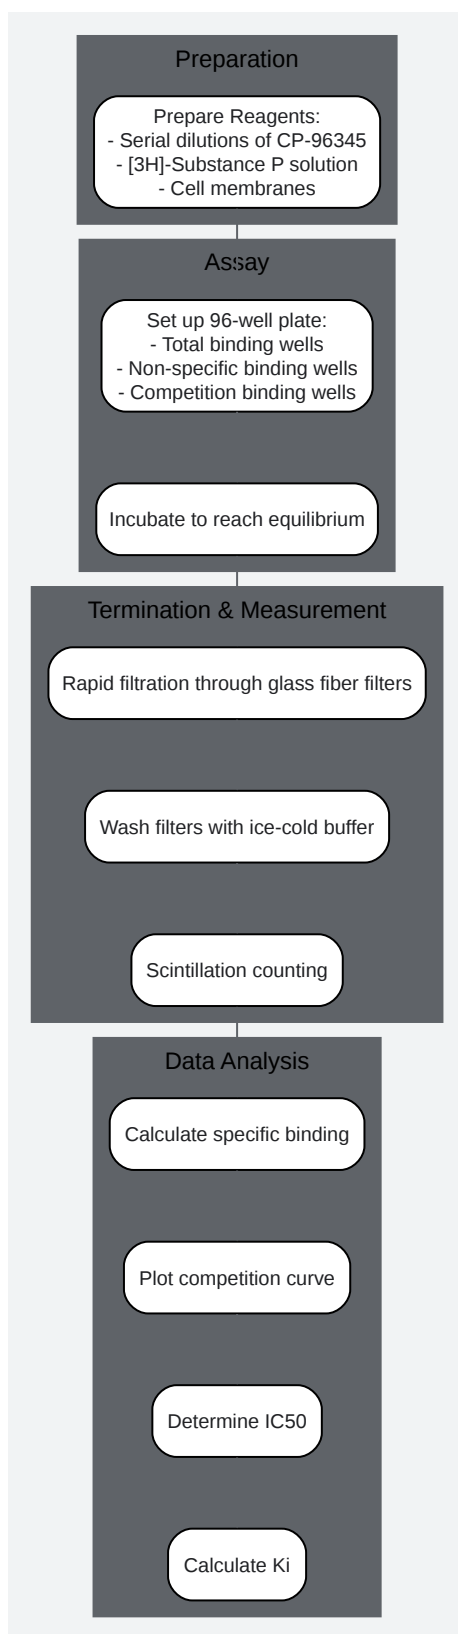 Preparation
Prepare Reagents:
- Serial dilutions of CP-96345
- [3H]-Substance P solution
- Cell membranes
Assay
Set up 96-well plate:
- Total binding wells
- Non-specific binding wells
- Competition binding wells
Incubate to reach equilibrium
Termination & Measurement
Rapid filtration through glass fiber filters
Wash filters with ice-cold buffer
Scintillation counting
Data Analysis
Calculate specific binding
Plot competition curve
Determine IC50
Calculate Ki